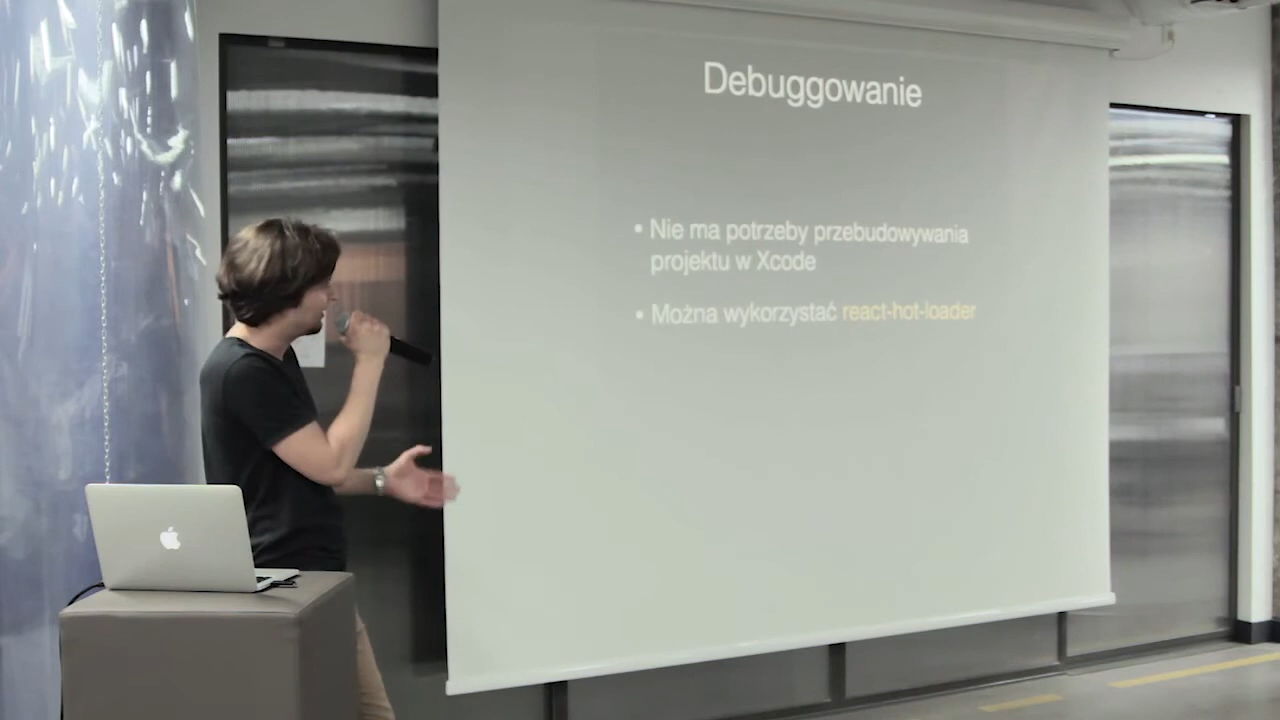 Debuggowanie
• Nie ma potrzeby przebudowywania
projektu w Xcode
• Można wykorzystać react-hot-loader